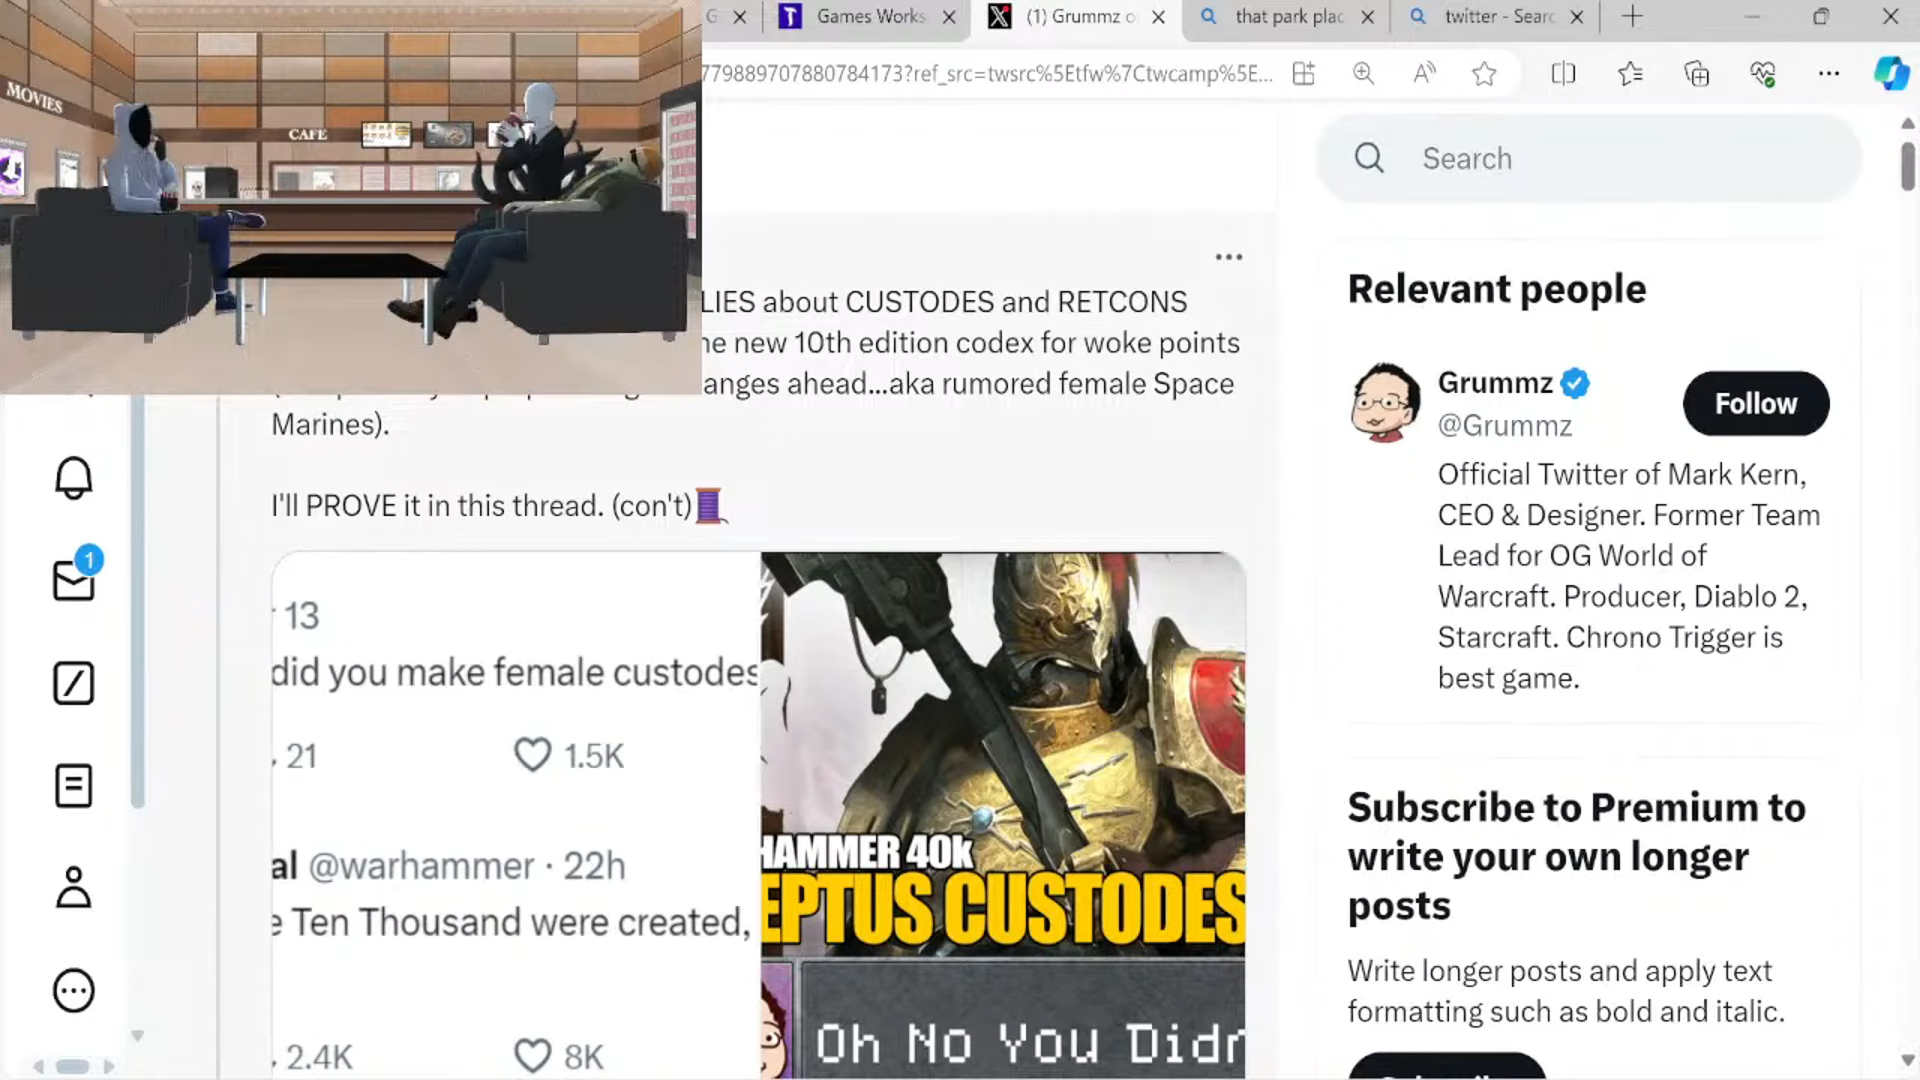 G
Games Works
(1) Grummz o
that park plac
twitter - Searc
779889707880784173?ref_src=twsrc%5Etfw%7Ctwcamp%5E...
MOVIES
CAFE
Search
LIES about CUSTODES and RETCONS
he new 10th edition codex for woke points
anges ahead...aka rumored female Space
Marines).
I'll PROVE it in this thread. (con't)
13
did you make female custodes
21
1.5K
al @warhammer · 22h
e Ten Thousand were created,
2.4K
8K
HAMMER 40K
EPTUS CUSTODES
Oh No You Didn
1
Relevant people
Grummz
@Grummz
Follow
Official Twitter of Mark Kern,
CEO & Designer. Former Team
Lead for OG World of
Warcraft. Producer, Diablo 2,
Starcraft. Chrono Trigger is
best game.
Subscribe to Premium to
write your own longer
posts
Write longer posts and apply text
formatting such as bold and italic.